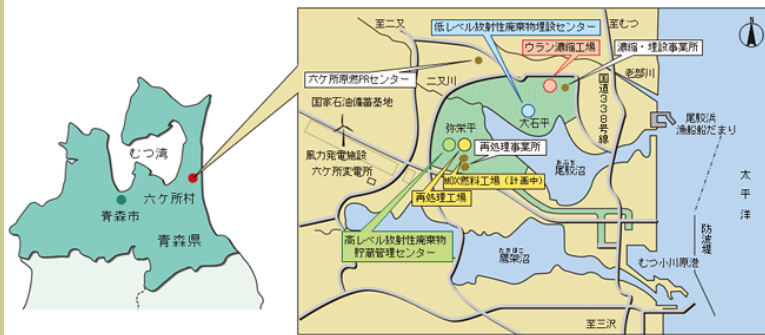 むつ湾
六ケ所村
青森市
青森県
至二又
低レベル放射性廃棄物埋設センター
至むつ
ウラン濃縮工場
濃縮・埋設事業所
六ケ所原燃PRセンター
二又川
老部川
国道338号線
国家石油備蓄基地
尾駮浜
漁船船だまり
弥栄平
大石平
再処理事業所
風力発電施設
六ケ所変電所
おぶち
尾駮沼
MOX燃料工場（計画中）
再処理工場
太平洋
高レベル放射性廃棄物
貯蔵管理センター
たかほこ
鷹架沼
防波堤
むつ小川原港
至三沢